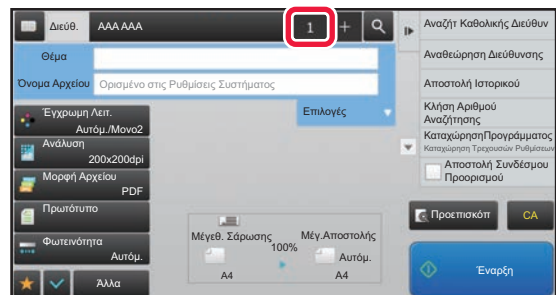 Διεύθ. AAA AAA 1 +
Θέμα
Όνομα Αρχείου Ορισμένο στις Ρυθμίσεις Συστήματος
Επιλογές
Έγχρωμη Λειτ.
Αυτόμ./Μονο2
Ανάλυση
200x200dpi
Μορφή Αρχείου
PDF
Πρωτότυπο
Φωτεινότητα
Αυτόμ.
Άλλα
Μέγεθ. Σάρωσης
100%
Μέγ.Αποστολής
Αυτόμ.
A4
A4
Αναζήτ Καθολικής Διεύθυν
Αναθεώρηση Διεύθυνσης
Αποστολή Ιστορικού
Κλήση Αριθμού
Αναζήτησης
ΚαταχώρησηΠρογράμματος
Καταχώρηση Τρεχουσών Ρυθμίσεων
Αποστολή Συνδέσμου
Προορισμού
Προεπισκόπ
CA
Έναρξη